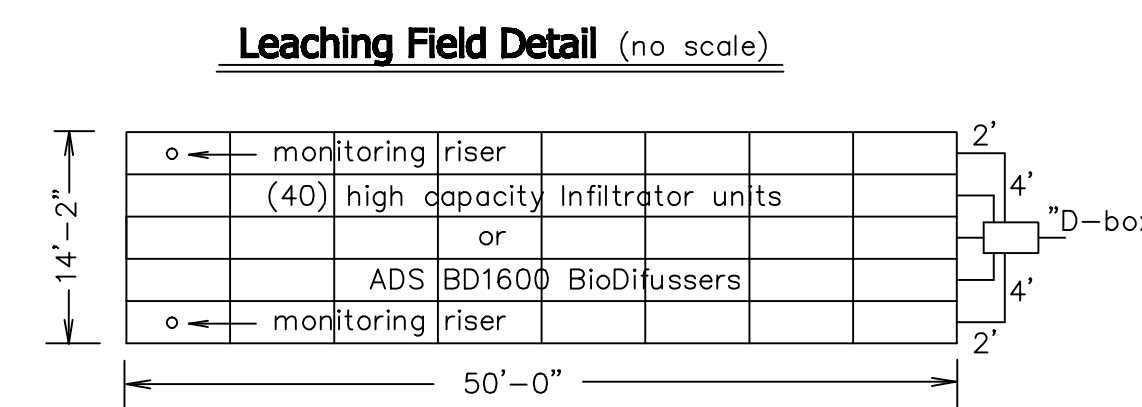 Leaching Field Detail (no scale)
2'
monitoring riser
4'
(40) high capacity Infiltrator units
"D-box
14'-2"
or
ADS BD1600 BioDifussers
4'
monitoring riser
2'
50'-0"